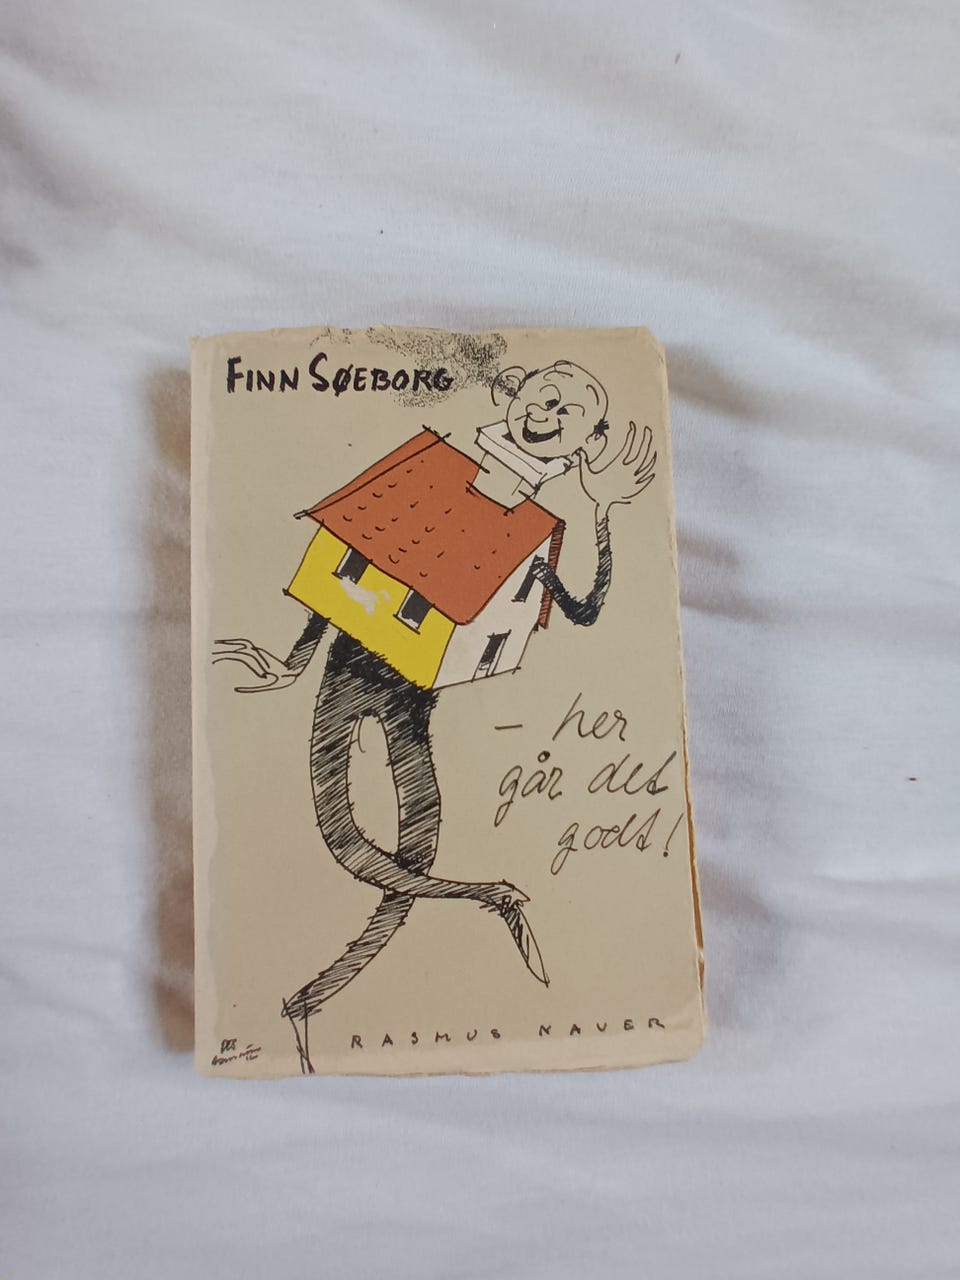 FINN SØEBORG
– her
går det
godt!
RASMUS NAVER